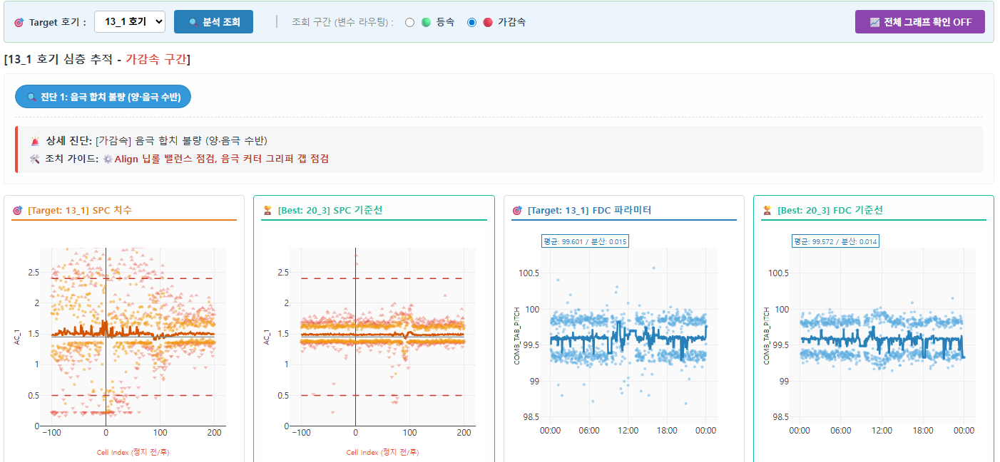 Target 호기 : 13_1 호기 분석 조회 | 조회 구간 (변수 라우팅) : 등속 가감속 전체 그래프 확인 OFF
[13_1 호기 심층 추적 - 가감속 구간]
진단 1: 음극 합치 불량 (양·음극 수반)
상세 진단: [가감속] 음극 합치 불량 (양·음극 수반)
조치 가이드: Align 닙롤 밸런스 점검, 음극 커터 그리퍼 갭 점검
[Target: 13_1] SPC 치수
2.5
2
1.5
1
0.5
0
AC_1
−100 0 100 200
Cell Index (정지 전/후)
[Best: 20_3] SPC 기준선
2.5
2
1.5
1
0.5
0
AC_1
−100 0 100 200
Cell Index (정지 전/후)
[Target: 13_1] FDC 파라미터
평균: 99.601 / 분산: 0.015
100.5
100
99.5
99
98.5
COMB_TAB_PITCH
00:00 06:00 12:00 18:00 00:00
[Best: 20_3] FDC 기준선
평균: 99.572 / 분산: 0.014
100.5
100
99.5
99
98.5
COMB_TAB_PITCH
00:00 06:00 12:00 18:00 00:00